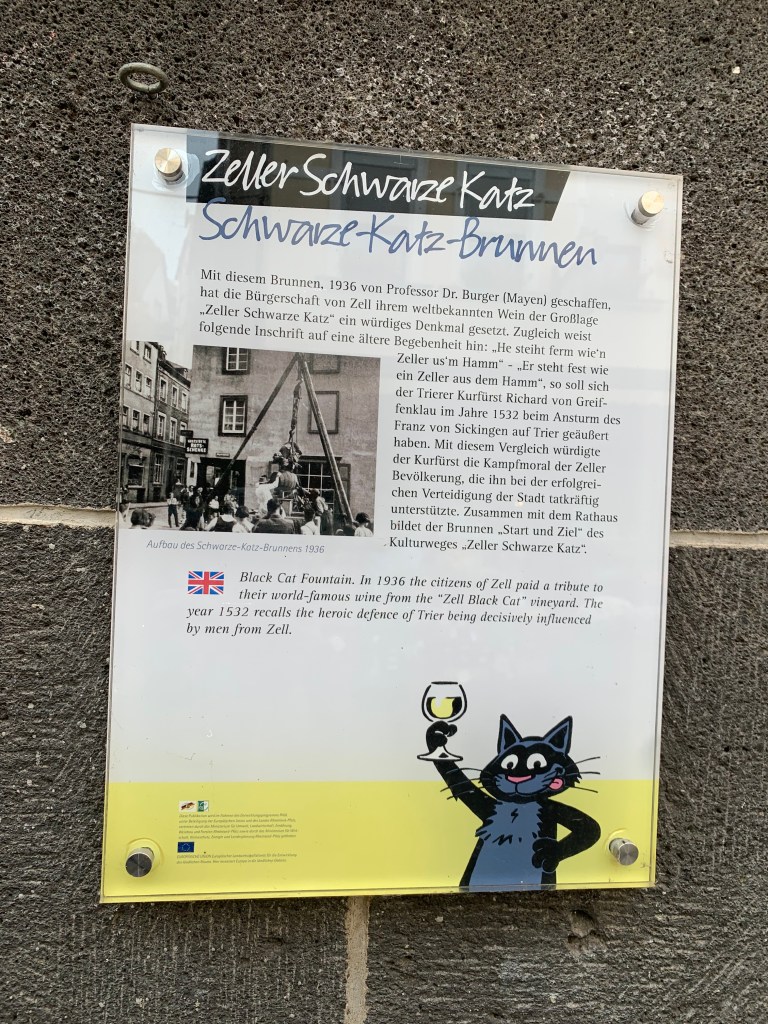 Zeller Schwarze Katz
Schwarze-Katz-Brunnen
Mit diesem Brunnen, 1936 von Professor Dr. Burger (Mayen) geschaffen,
hat die Bürgerschaft von Zell ihrem weltbekannten Wein der Großlage
„Zeller Schwarze Katz“ ein würdiges Denkmal gesetzt. Zugleich weist
folgende Inschrift auf eine ältere Begebenheit hin: „He steiht ferm wie'n
Zeller us'm Hamm“ - „Er steht fest wie
ein Zeller aus dem Hamm“, so soll sich
der Trierer Kurfürst Richard von Greif-
fenklau im Jahre 1532 beim Ansturm des
Franz von Sickingen auf Trier geäußert
haben. Mit diesem Vergleich würdigte
der Kurfürst die Kampfmoral der Zeller
Bevölkerung, die ihn bei der erfolgrei-
chen Verteidigung der Stadt tatkräftig
unterstützte. Zusammen mit dem Rathaus
bildet der Brunnen „Start und Ziel“ des
Kulturweges „Zeller Schwarze Katz“.
Aufbau des Schwarze-Katz-Brunnens 1936
Black Cat Fountain. In 1936 the citizens of Zell paid a tribute to
their world-famous wine from the “Zell Black Cat” vineyard. The
year 1532 recalls the heroic defence of Trier being decisively influenced
by men from Zell.